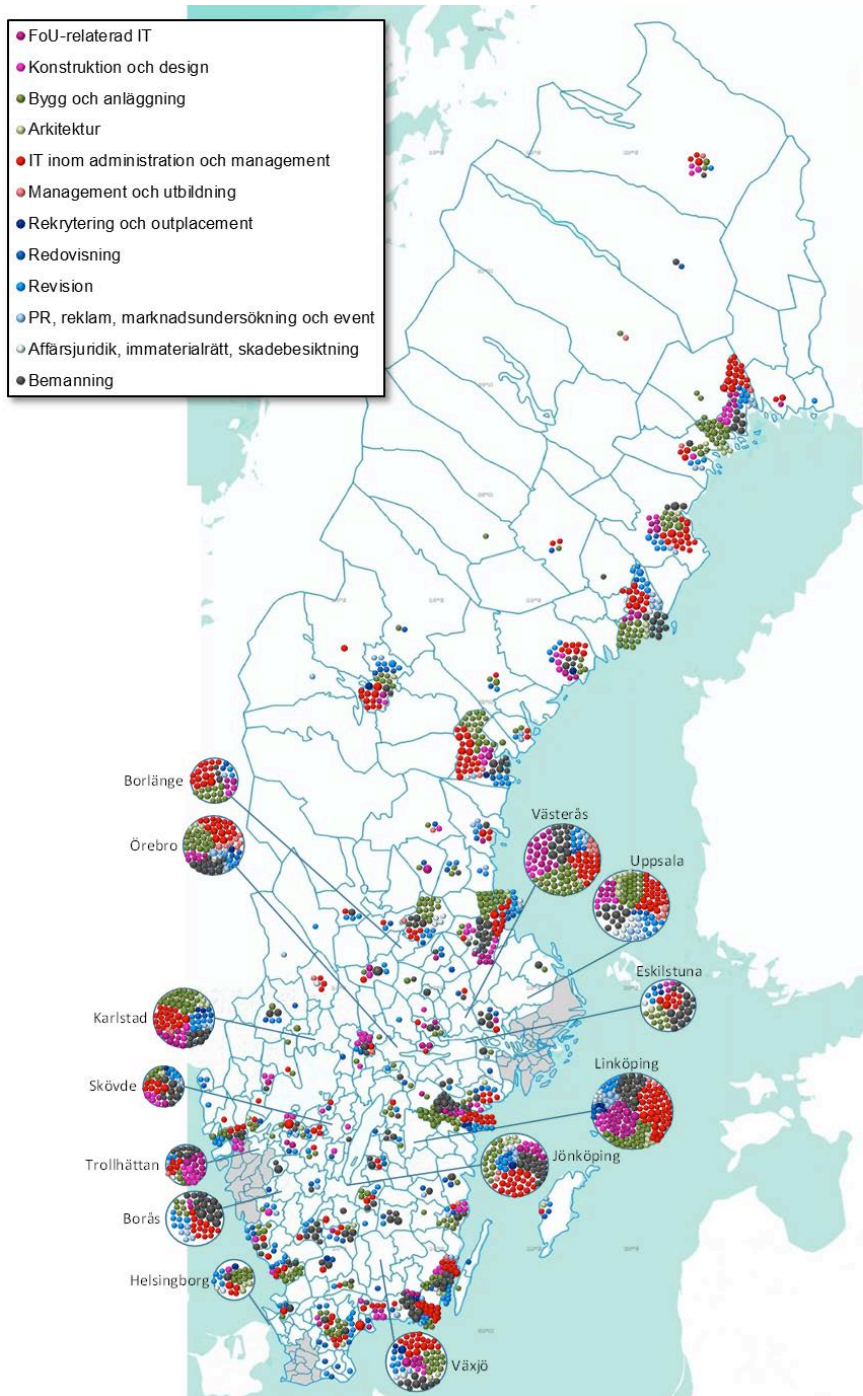 FoU-relaterad IT
Konstruktion och design
Bygg och anläggning
Arkitektur
IT inom administration och management
Management och utbildning
Rekrytering och outplacement
Redovisning
Revision
PR, reklam, marknadsundersökning och event
Affärsjuridik, immaterialrätt, skadebesiktning
Bemanning
Borlänge
Örebro
Västerås
Uppsala
Eskilstuna
Karlstad
Linköping
Skövde
Jönköping
Trollhättan
Borås
Helsingborg
Växjö